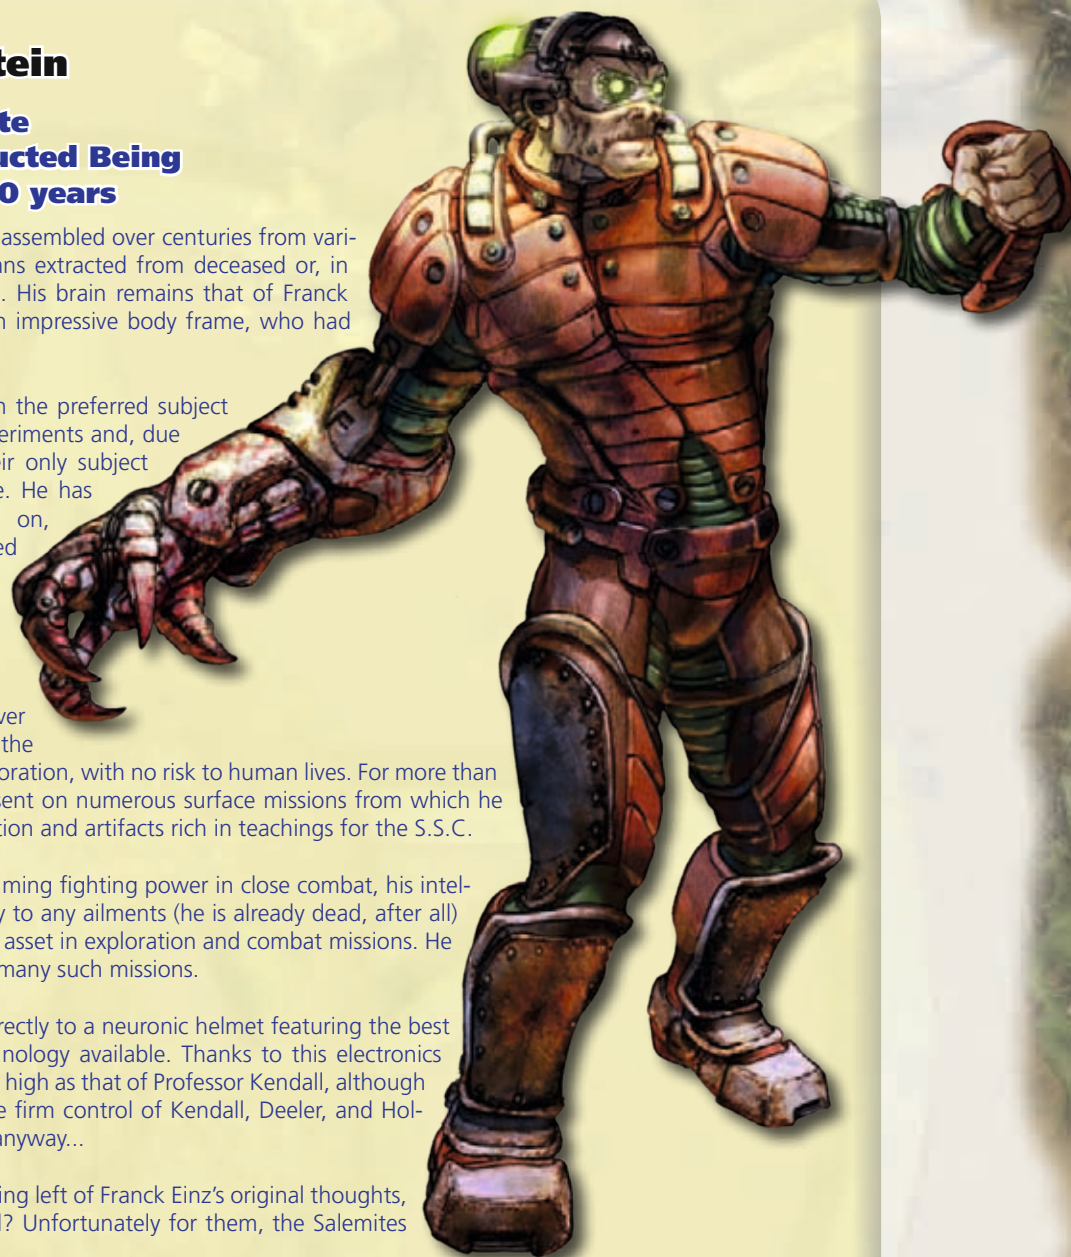 tein
te
ucted Being
0 years
assembled over centuries from vari-
ans extracted from deceased or, in
. His brain remains that of Franck
n impressive body frame, who had
n the preferred subject
eriments and, due
eir only subject
e. He has
on,
ed
ver
the
oration, with no risk to human lives. For more than
sent on numerous surface missions from which he
tion and artifacts rich in teachings for the S.S.C.
ming fighting power in close combat, his intel-
y to any ailments (he is already dead, after all)
asset in exploration and combat missions. He
many such missions.
rectly to a neuronic helmet featuring the best
nology available. Thanks to this electronics
high as that of Professor Kendall, although
e firm control of Kendall, Deeler, and Hol-
anyway...
ing left of Franck Einz's original thoughts,
? Unfortunately for them, the Salemites